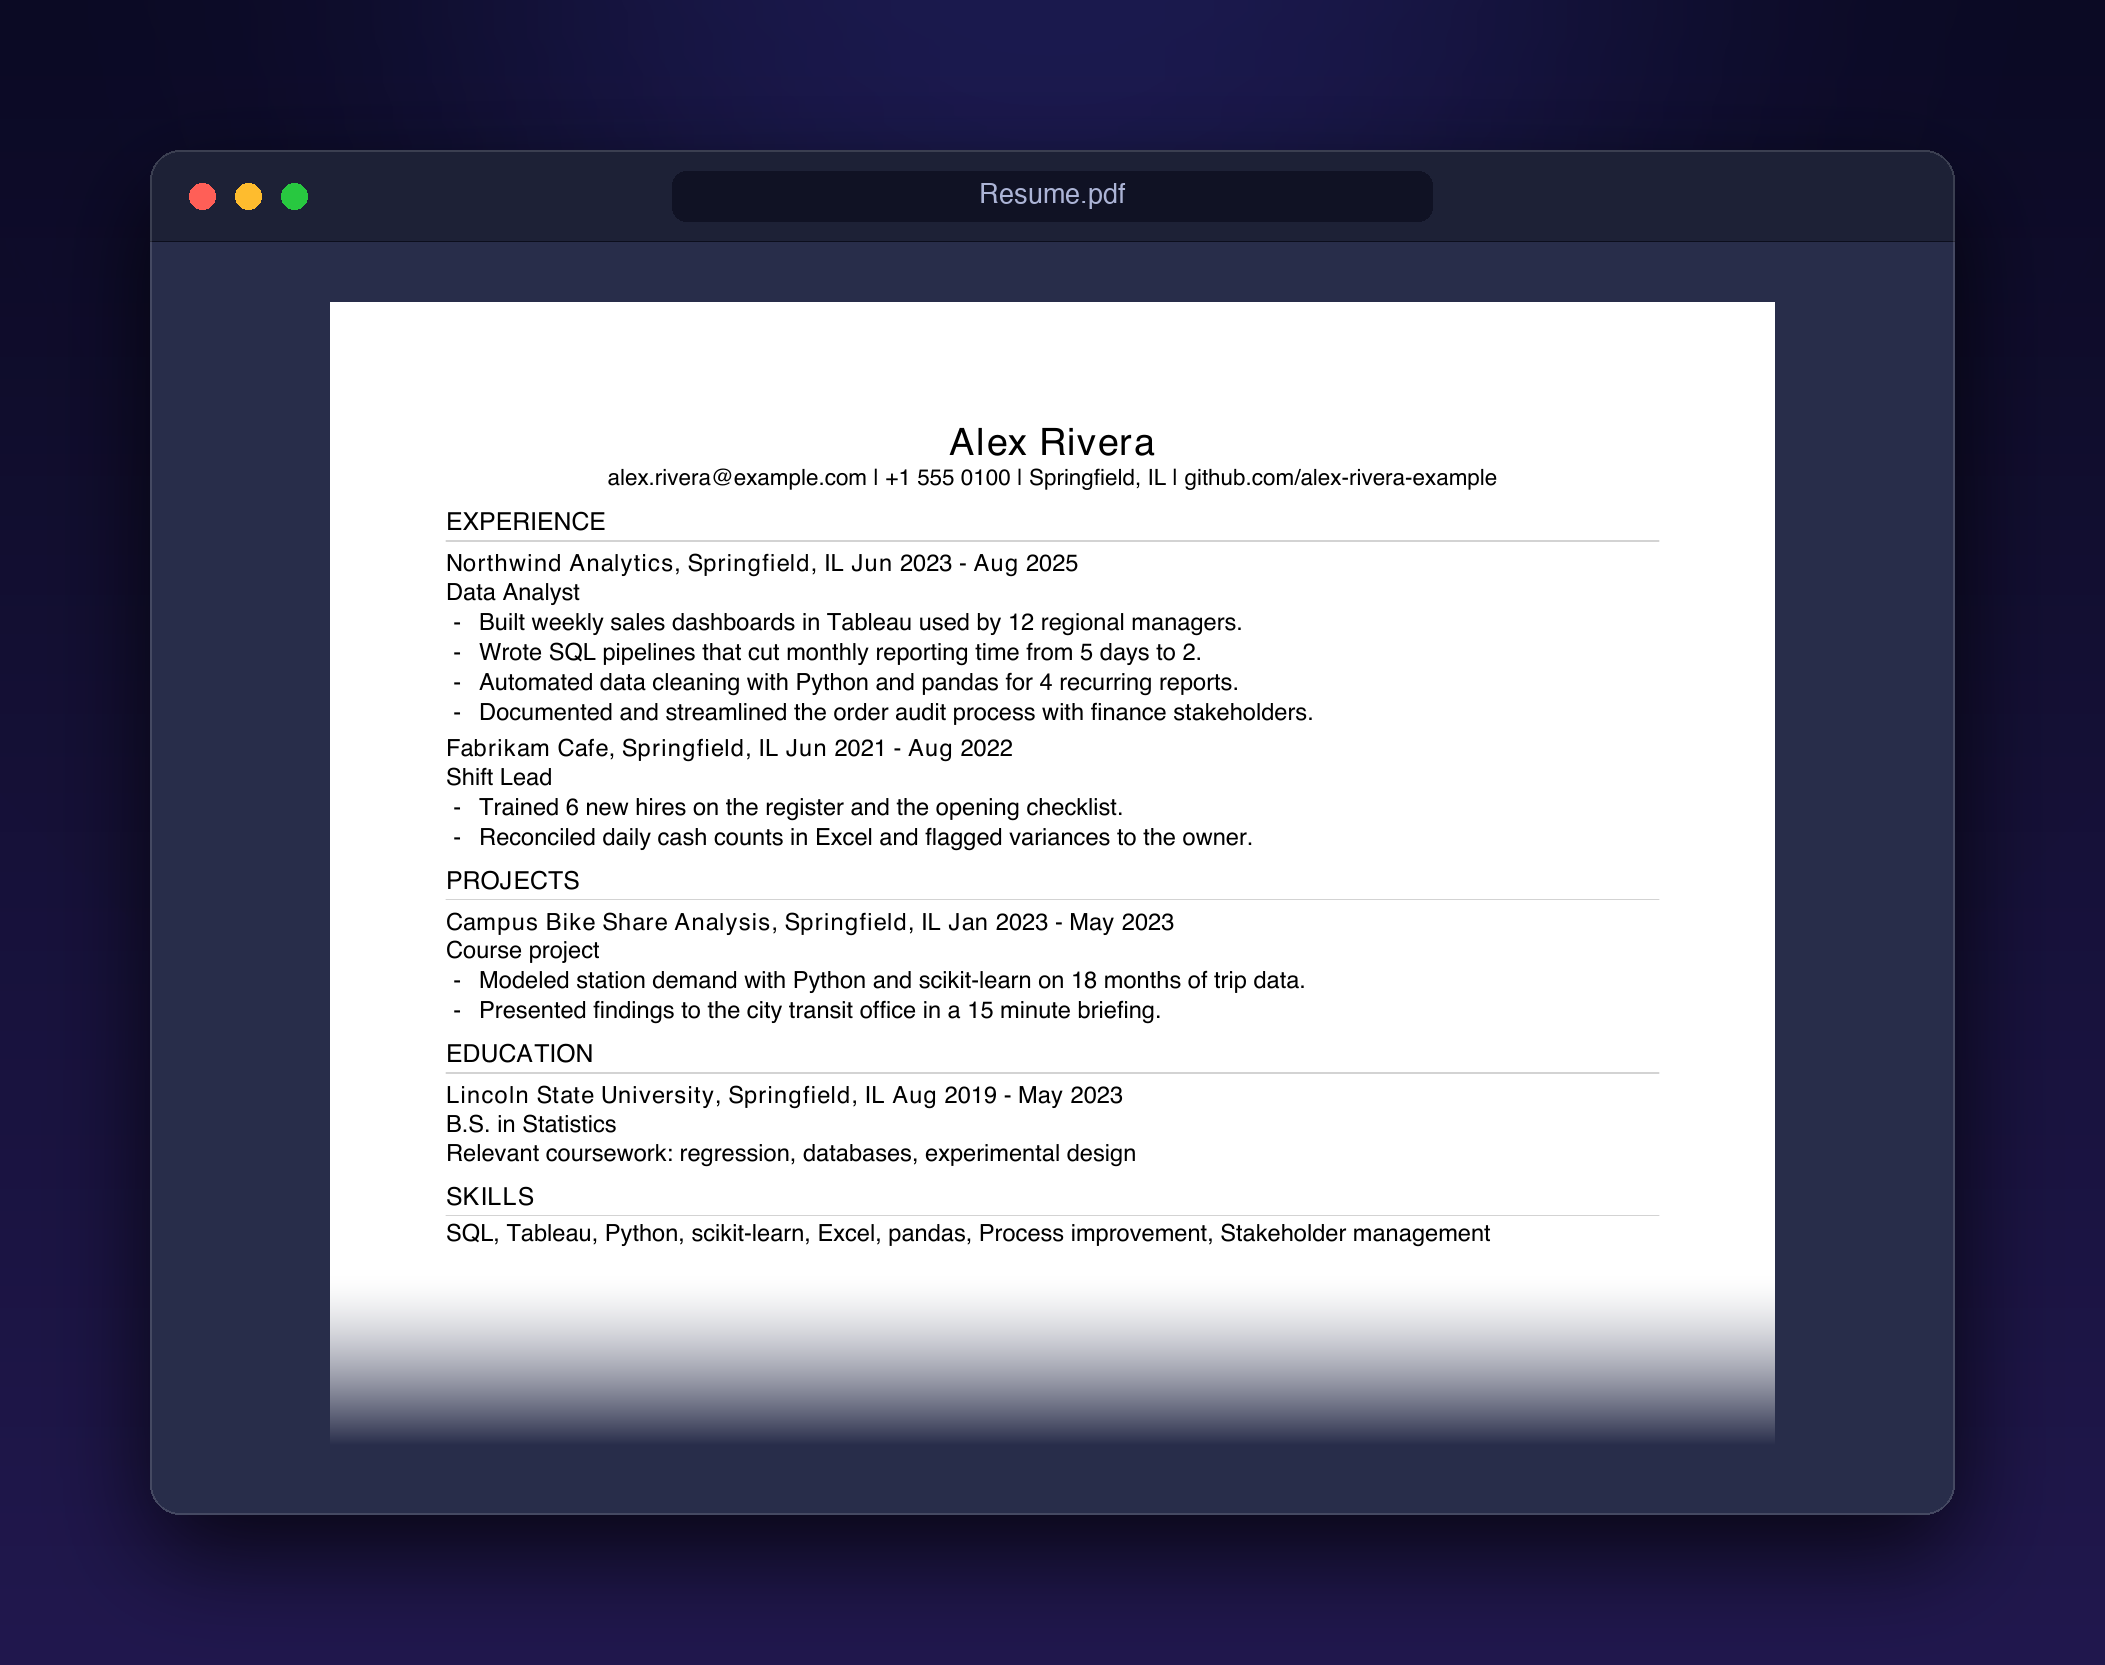 Resume.pdf
Alex Rivera
alex.rivera@example.com | +1 555 0100 | Springfield, IL | github.com/alex-rivera-example
EXPERIENCE
Northwind Analytics, Springfield, IL Jun 2023 - Aug 2025
Data Analyst
- Built weekly sales dashboards in Tableau used by 12 regional managers.
- Wrote SQL pipelines that cut monthly reporting time from 5 days to 2.
- Automated data cleaning with Python and pandas for 4 recurring reports.
- Documented and streamlined the order audit process with finance stakeholders.
Fabrikam Cafe, Springfield, IL Jun 2021 - Aug 2022
Shift Lead
- Trained 6 new hires on the register and the opening checklist.
- Reconciled daily cash counts in Excel and flagged variances to the owner.
PROJECTS
Campus Bike Share Analysis, Springfield, IL Jan 2023 - May 2023
Course project
- Modeled station demand with Python and scikit-learn on 18 months of trip data.
- Presented findings to the city transit office in a 15 minute briefing.
EDUCATION
Lincoln State University, Springfield, IL Aug 2019 - May 2023
B.S. in Statistics
Relevant coursework: regression, databases, experimental design
SKILLS
SQL, Tableau, Python, scikit-learn, Excel, pandas, Process improvement, Stakeholder management